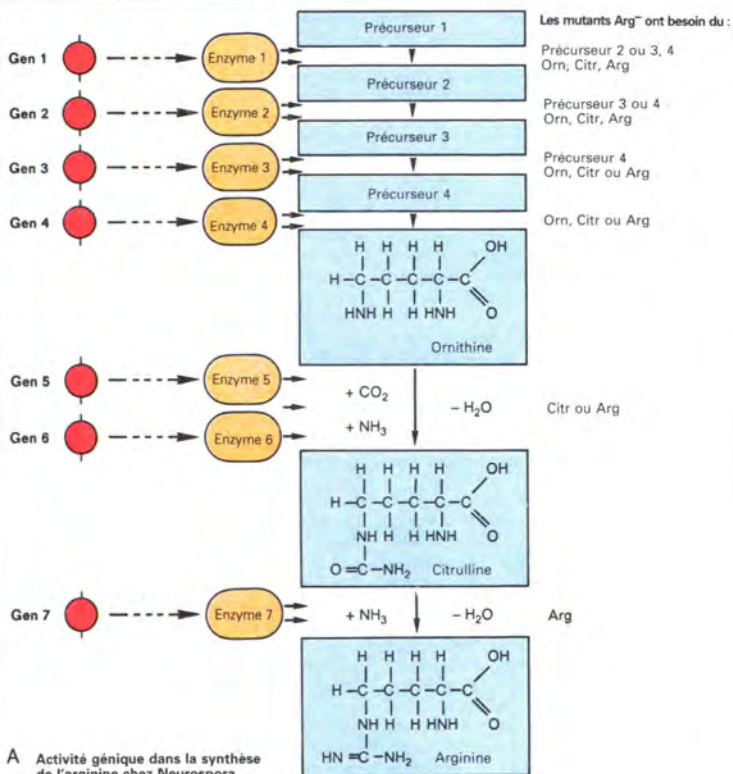 Les mutants Arg⁻ ont besoin du :
Précurseur 1
Gen 1
Enzyme 1
Précurseur 2 ou 3, 4
Orn, Citr, Arg
Précurseur 2
Gen 2
Enzyme 2
Précurseur 3 ou 4
Orn, Citr, Arg
Précurseur 3
Gen 3
Enzyme 3
Précurseur 4
Orn, Citr ou Arg
Précurseur 4
Gen 4
Enzyme 4
Orn, Citr ou Arg
H H H H OH
H–C–C–C–C–C
HNH H H HNH O
Ornithine
Gen 5
Enzyme 5
+ CO₂
– H₂O
Citr ou Arg
Gen 6
Enzyme 6
+ NH₃
H H H H OH
H–C–C–C–C–C
NH H H HNH O
O=C–NH₂ Citrulline
Gen 7
Enzyme 7
+ NH₃
– H₂O
Arg
H H H H OH
H–C–C–C–C–C
NH H H HNH O
HN=C–NH₂ Arginine
A Activité génique dans la synthèse
de l'arginine chez Neurospora